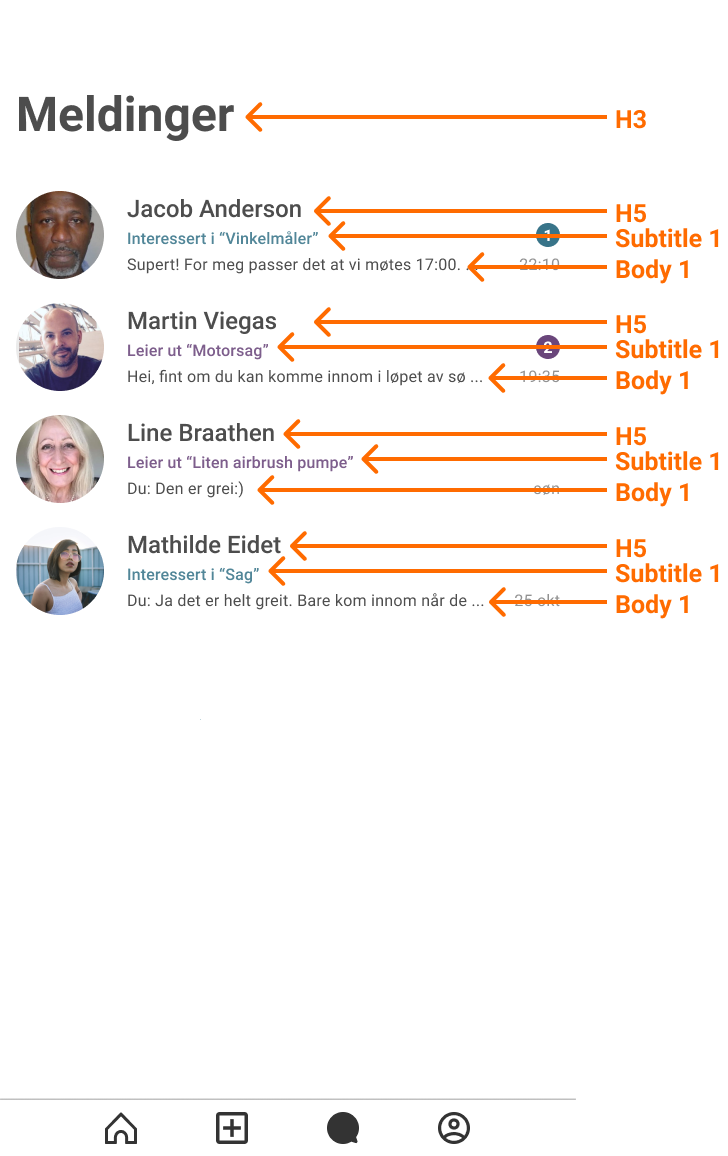 Meldinger
H3
Jacob Anderson
H5
Interessert i “Vinkelmåler”
1
Subtitle 1
Supert! For meg passer det at vi møtes 17:00. ...
22:10
Body 1
Martin Viegas
H5
Leier ut “Motorsag”
2
Subtitle 1
Hei, fint om du kan komme innom i løpet av sø ...
19:35
Body 1
Line Braathen
H5
Leier ut “Liten airbrush pumpe”
Subtitle 1
Du: Den er grei:)
søn
Body 1
Mathilde Eidet
H5
Interessert i “Sag”
Subtitle 1
Du: Ja det er helt greit. Bare kom innom når de ...
25 okt
Body 1